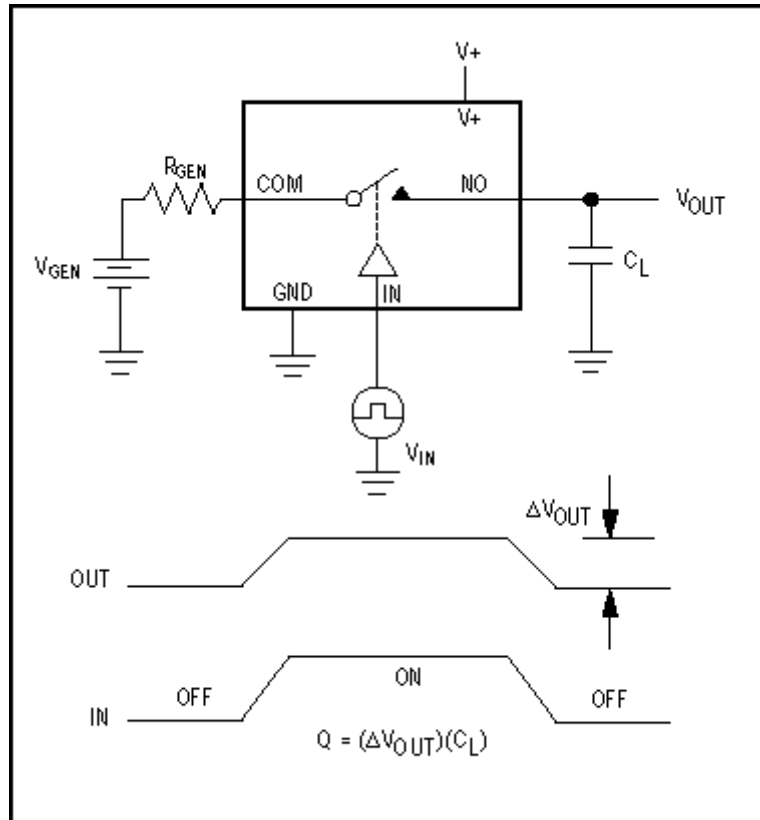 V+
V+
RGEN
COM
NO
VOUT
VGEN
CL
GND
IN
VIN
ΔVOUT
OUT
OFF
ON
OFF
IN
Q = (ΔVOUT)(CL)